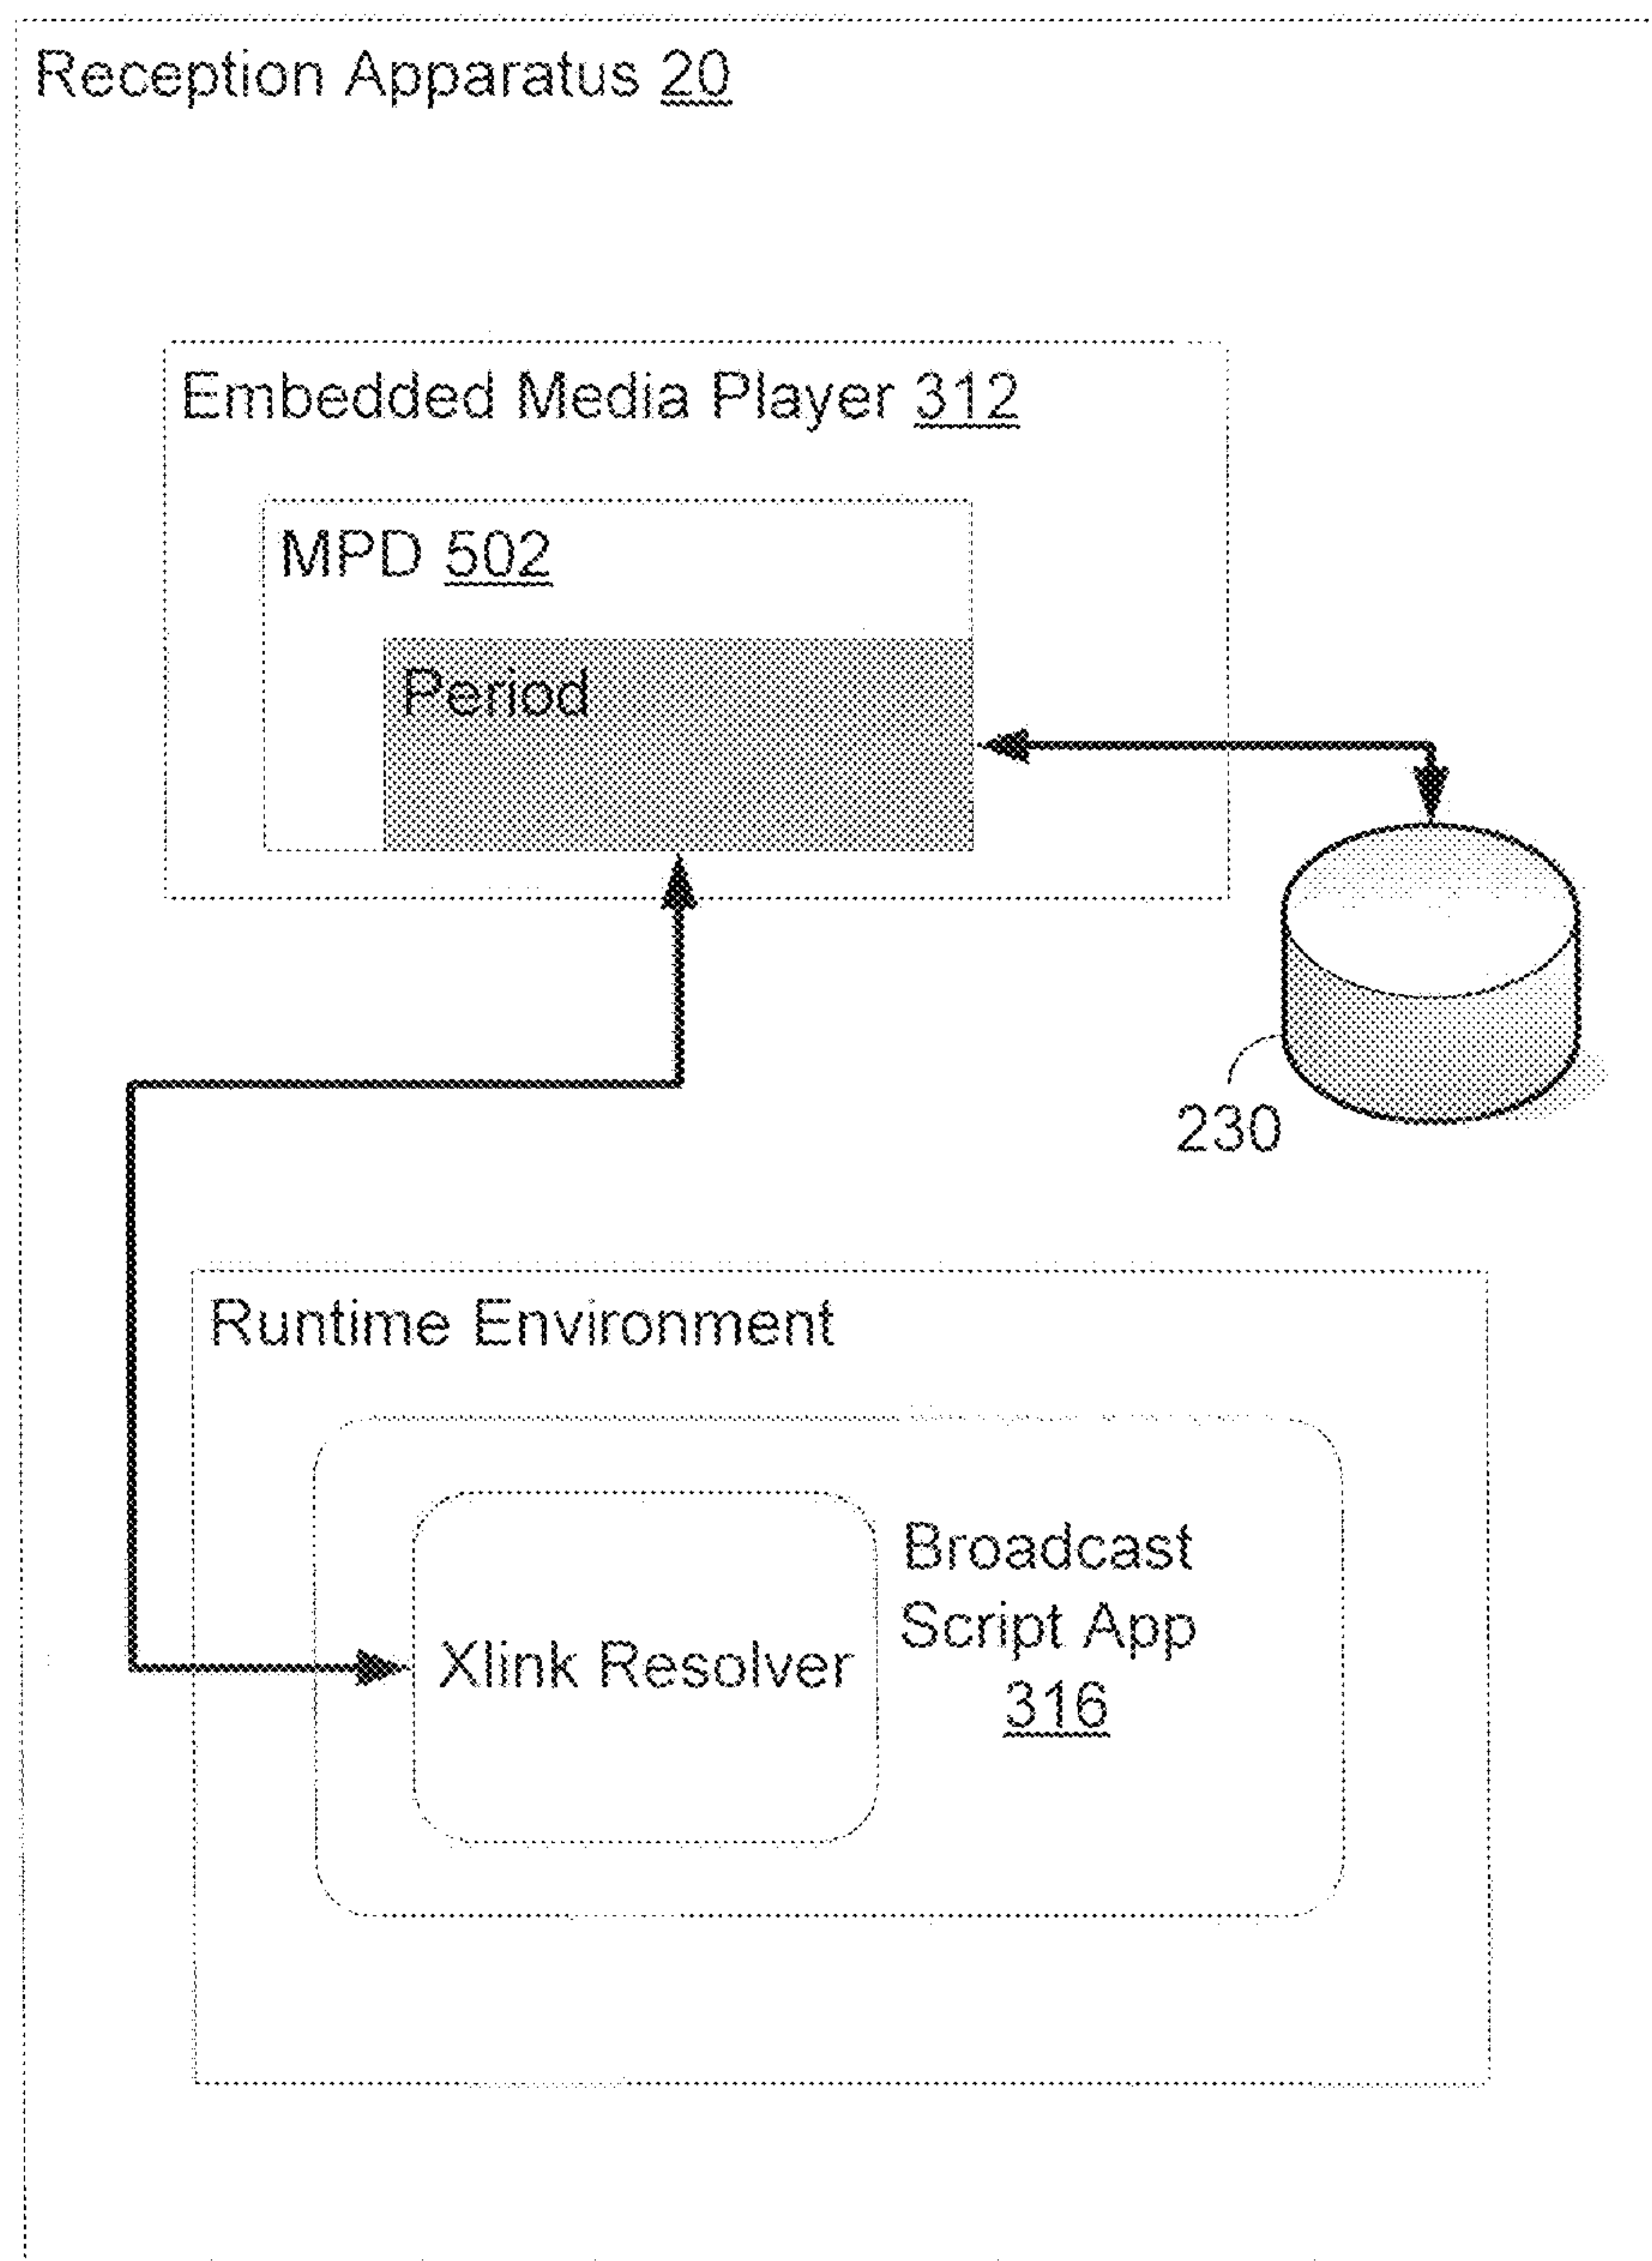 Reception Apparatus 20
Embedded Media Player 312
MPD 502
Period
230
Runtime Environment
Broadcast
Script App
316
Xlink Resolver